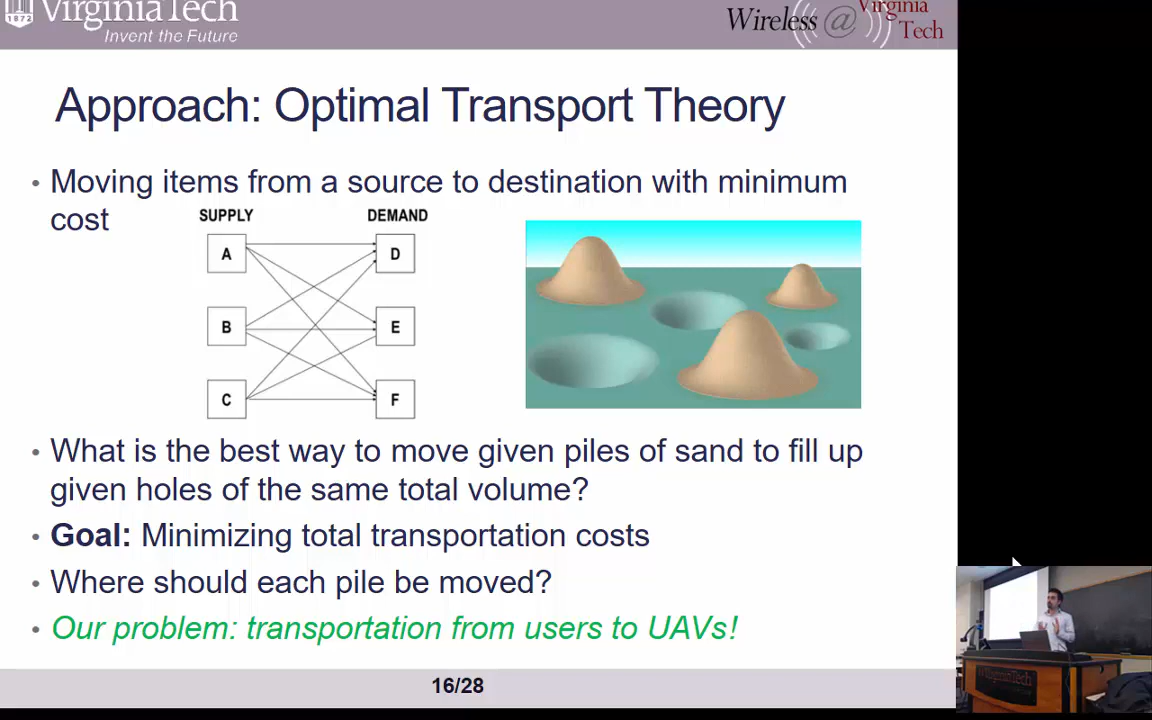 VirginiaTech
1872
Invent the Future
Wireless @ Virginia Tech
Approach: Optimal Transport Theory
• Moving items from a source to destination with minimum
cost
SUPPLY DEMAND
A D
B E
C F
• What is the best way to move given piles of sand to fill up
given holes of the same total volume?
• Goal: Minimizing total transportation costs
• Where should each pile be moved?
• Our problem: transportation from users to UAVs!
16/28
VirginiaTech